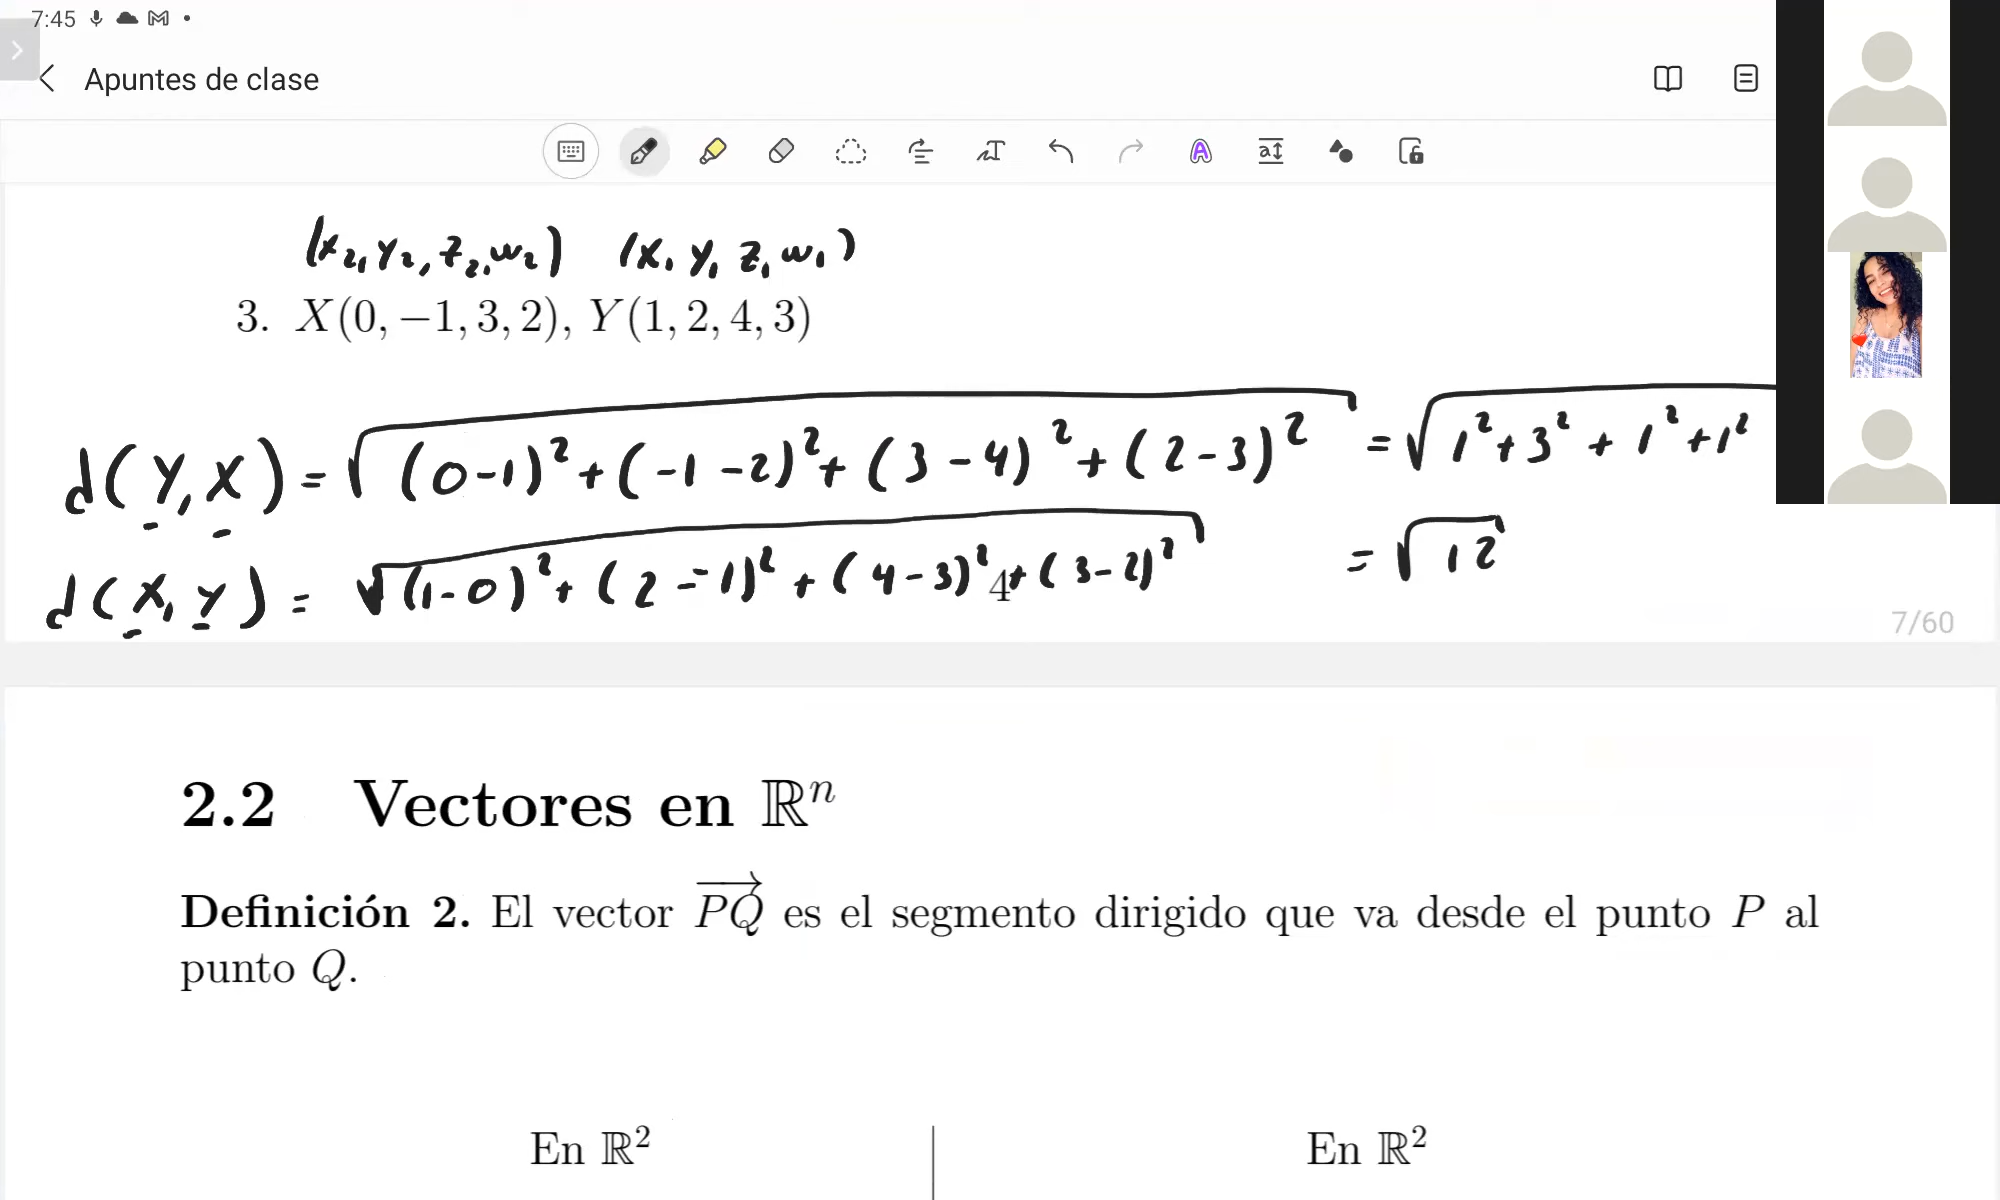 7:45
Apuntes de clase
(x₂, y₂, z₂, w₂) (x₁ y₁ z₁ w₁)
3. X(0, −1, 3, 2), Y(1, 2, 4, 3)
d(Y, X) = √((0-1)² + (-1-2)² + (3-4)² + (2-3)²) = √(1² + 3² + 1² + 1²)
d(X, Y) = √((1-0)² + (2--1)² + (4-3)² + (3-2)²) = √12
4
7/60
2.2 Vectores en ℝⁿ
Definición 2. El vector \overrightarrow{PQ} es el segmento dirigido que va desde el punto P al
punto Q.
En ℝ² En ℝ²